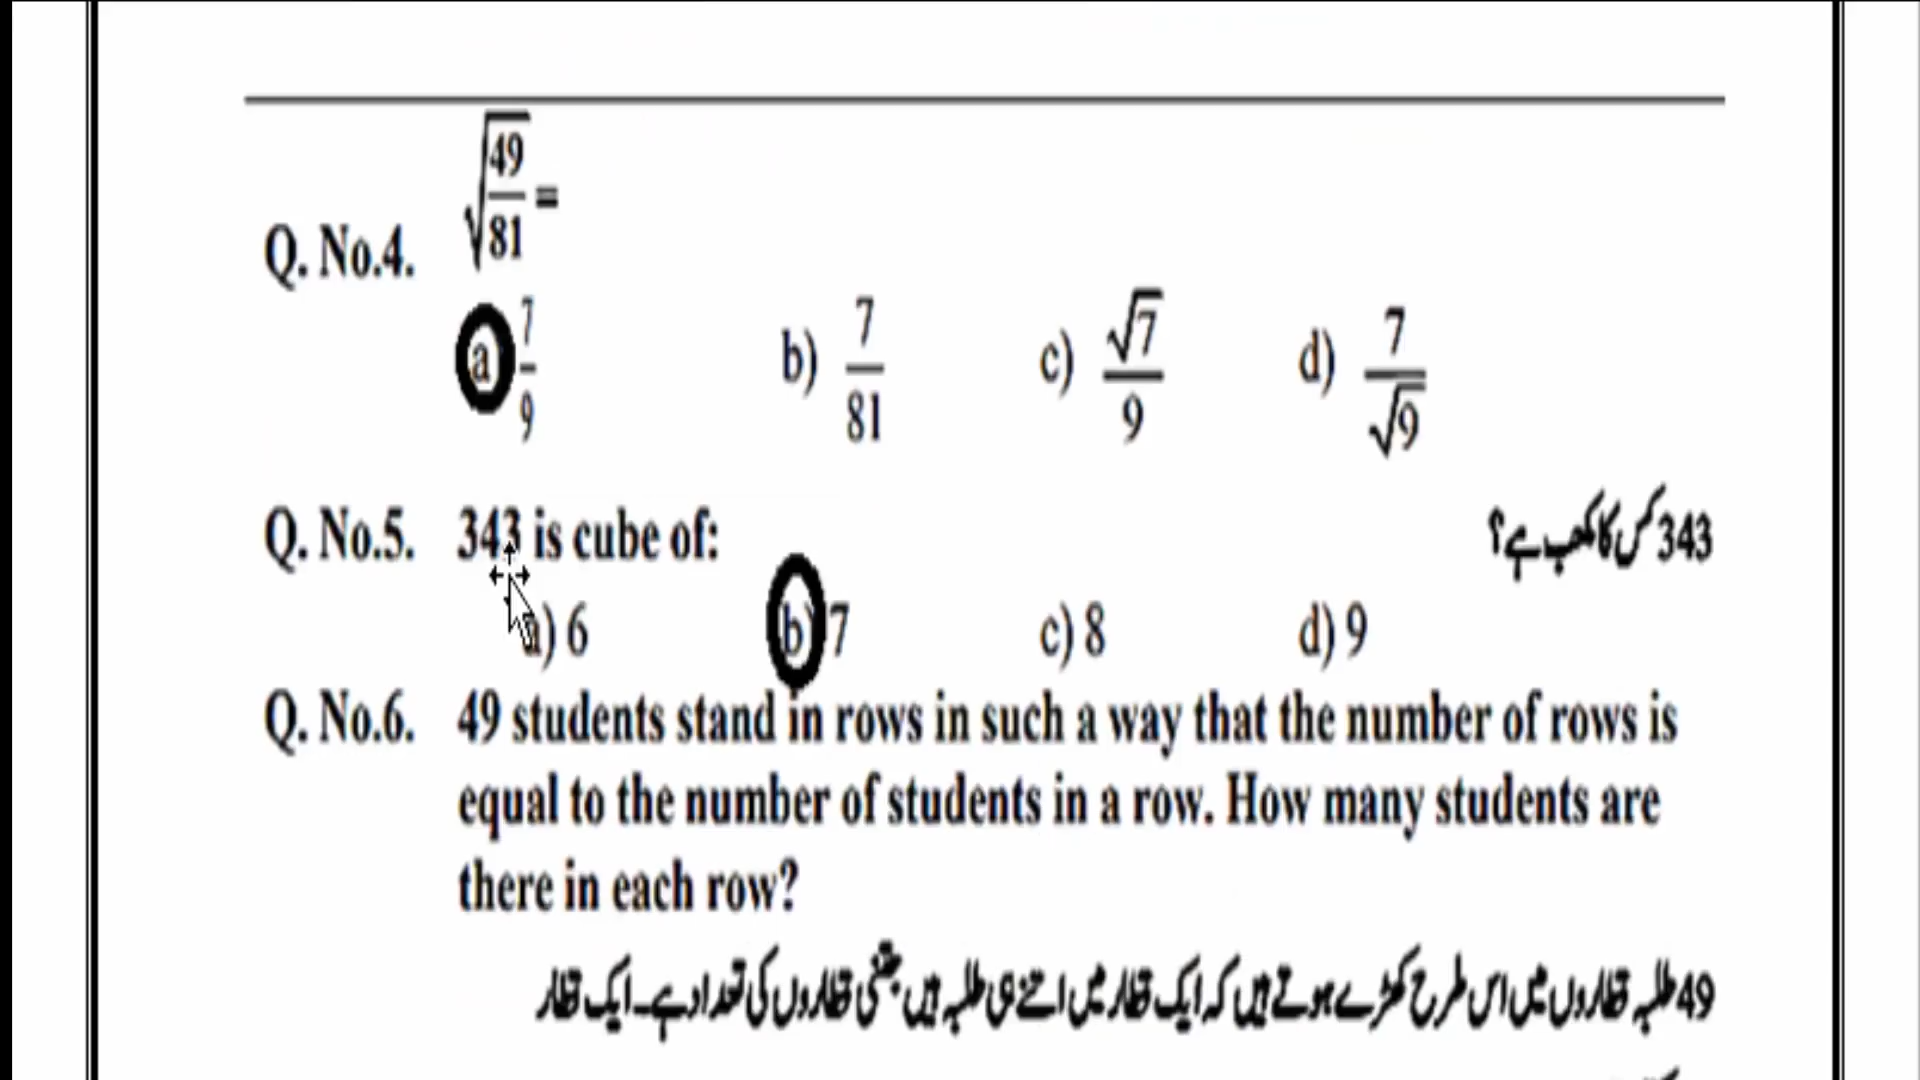 Q. No.4. √49/81 =
a) 7/9 b) 7/81 c) √7/9 d) 7/√9
Q. No.5. 343 is cube of: 343 کس کا مکعب ہے؟
a) 6 b) 7 c) 8 d) 9
Q. No.6. 49 students stand in rows in such a way that the number of rows is
equal to the number of students in a row. How many students are
there in each row?
49 طلبہ قطاروں میں اس طرح کھڑے ہوتے ہیں کہ ایک قطار میں اتنے ہی طلبہ ہیں جتنی قطاروں کی تعداد ہے۔ ایک قطار